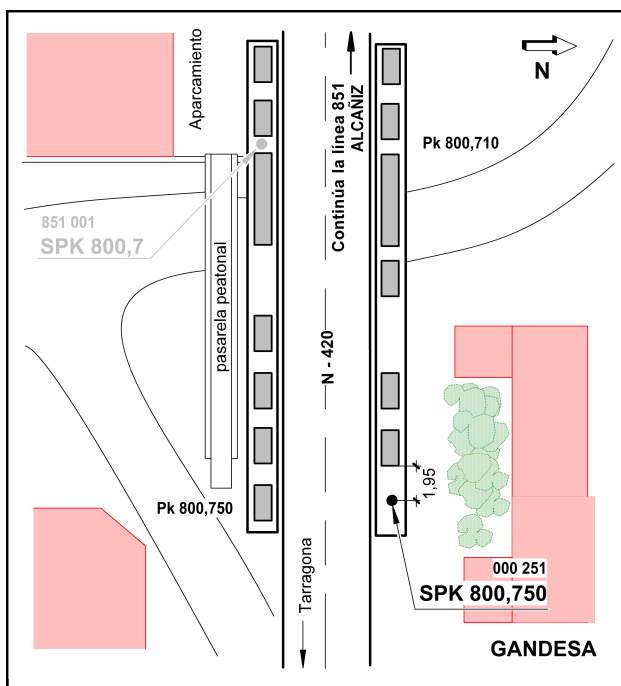 Aparcamiento
Continúa la línea 851
ALCAÑIZ
N
Pk 800,710
851 001
SPK 800,7
pasarela peatonal
N - 420
1,95
Pk 800,750
000 251
SPK 800,750
Tarragona
GANDESA